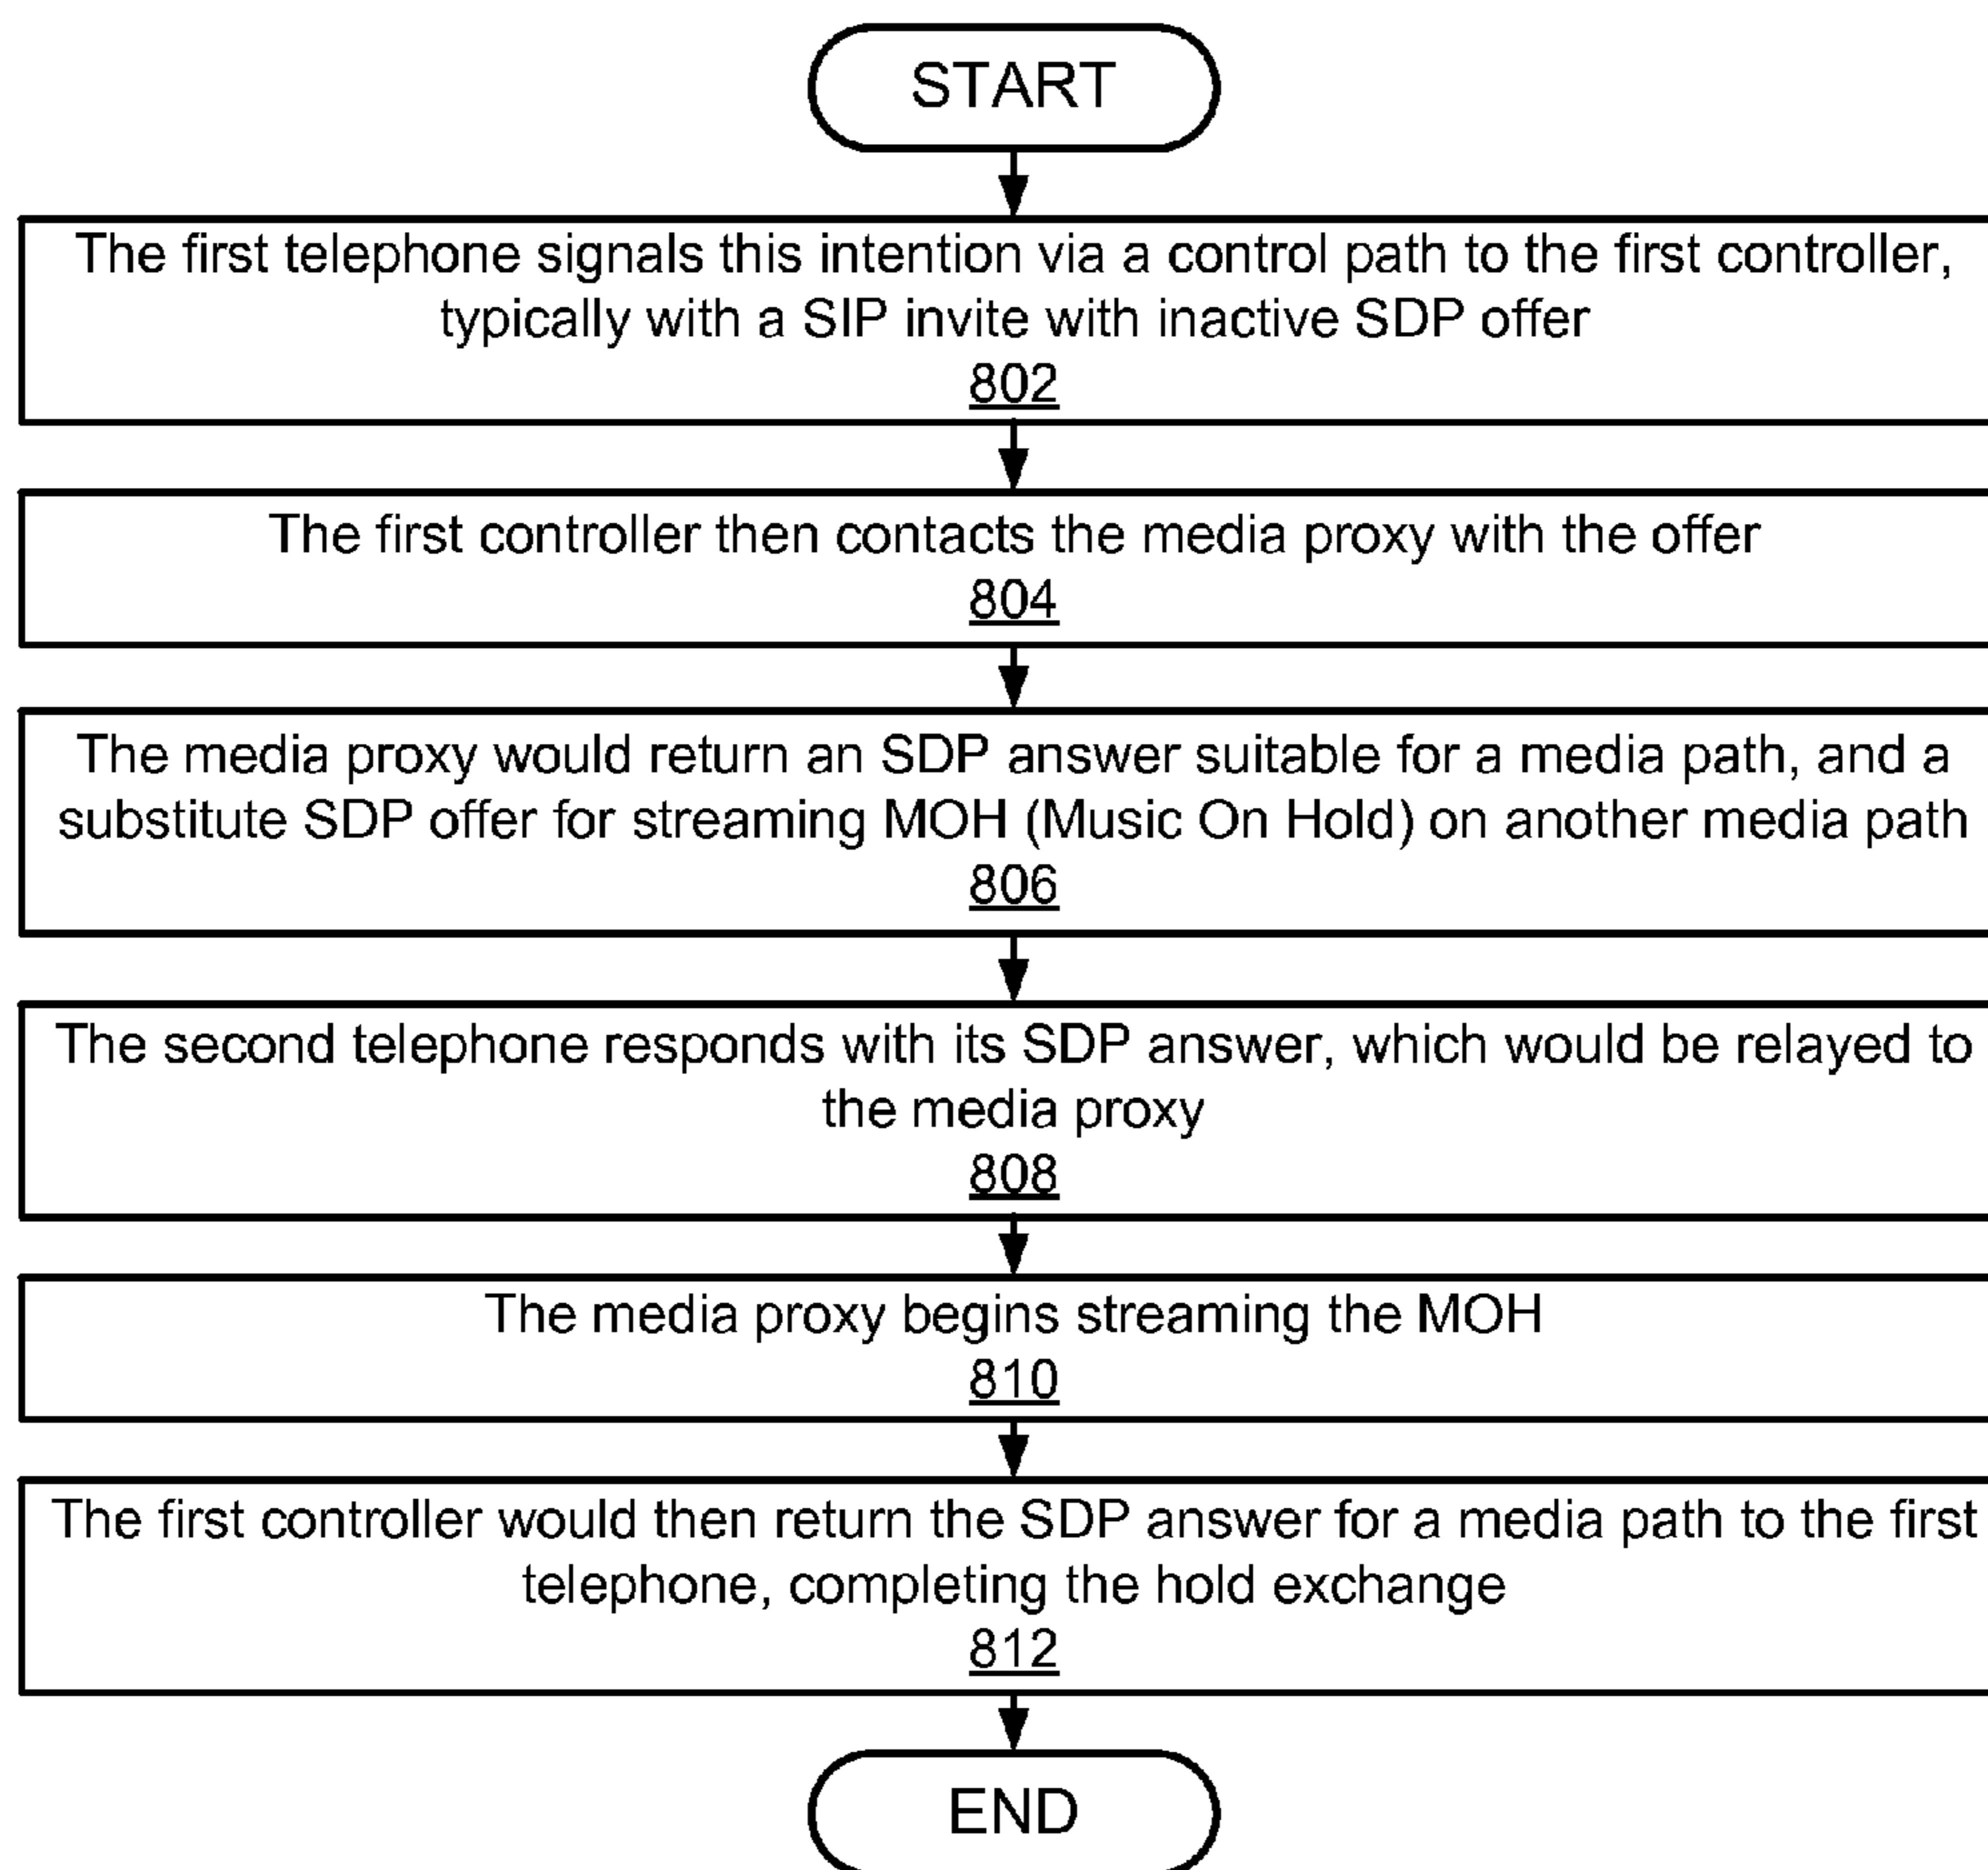 START
The first telephone signals this intention via a control path to the first controller,
typically with a SIP invite with inactive SDP offer
802
The first controller then contacts the media proxy with the offer
804
The media proxy would return an SDP answer suitable for a media path, and a
substitute SDP offer for streaming MOH (Music On Hold) on another media path
806
The second telephone responds with its SDP answer, which would be relayed to
the media proxy
808
The media proxy begins streaming the MOH
810
The first controller would then return the SDP answer for a media path to the first
telephone, completing the hold exchange
812
END